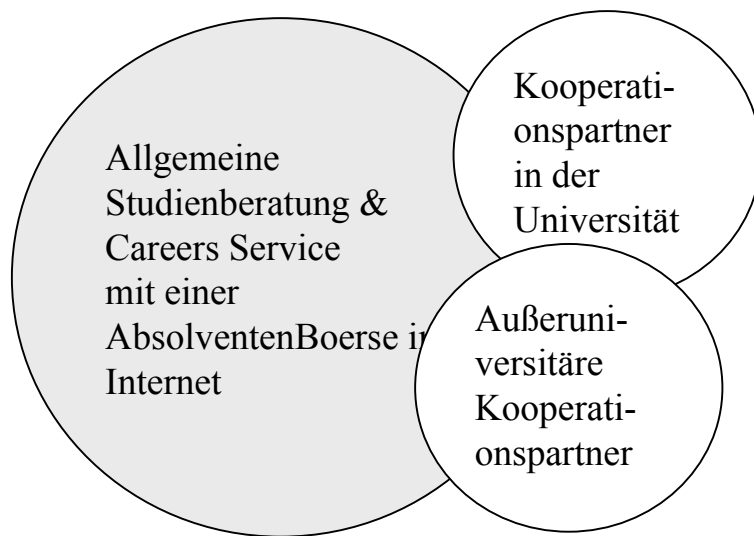 Allgemeine
Studienberatung &
Careers Service
mit einer
AbsolventenBoerse
Internet
Kooperati-
onspartner
in der
Universität
Außeruni-
versitäre
Kooperati-
onspartner